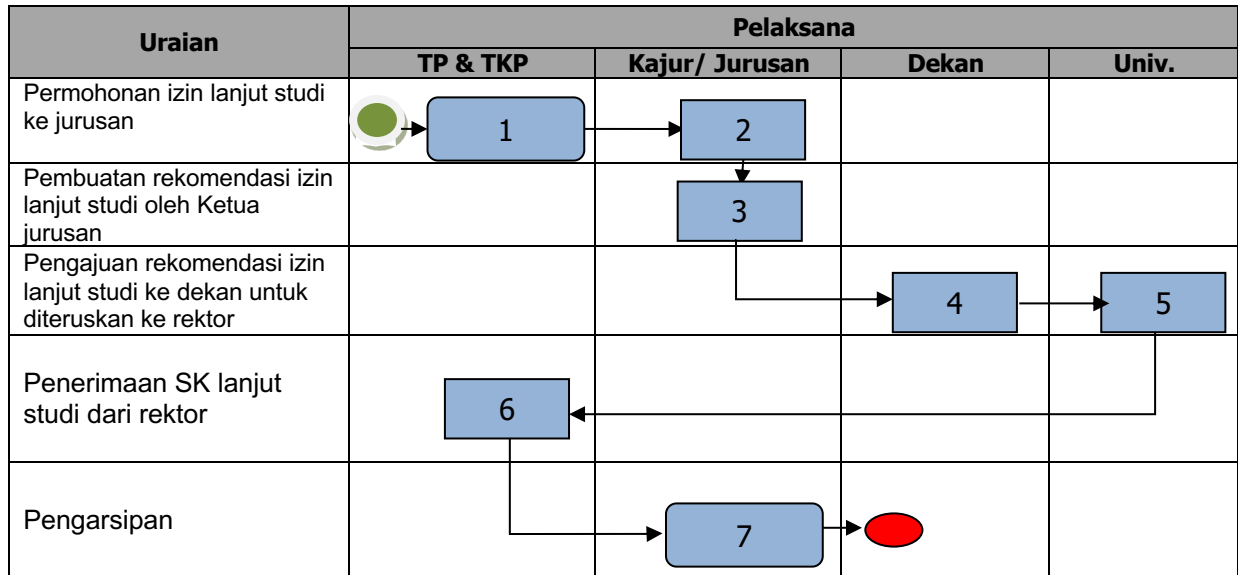 Uraian
Pelaksana
TP & TKP
Kajur/ Jurusan
Dekan
Univ.
Permohonan izin lanjut studi
ke jurusan
1
2
Pembuatan rekomendasi izin
lanjut studi oleh Ketua
jurusan
3
Pengajuan rekomendasi izin
lanjut studi ke dekan untuk
diteruskan ke rektor
4
5
Penerimaan SK lanjut
studi dari rektor
6
Pengarsipan
7